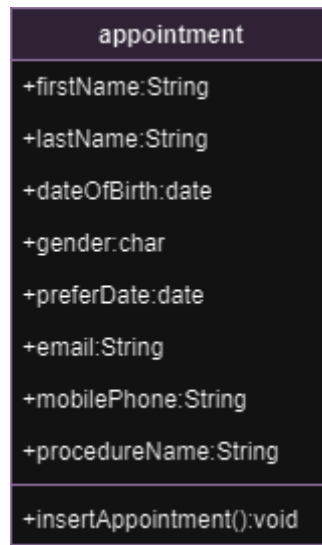 appointment
+firstName:String
+lastName:String
+dateOfBirth:date
+gender:char
+preferDate:date
+email:String
+mobilePhone:String
+procedureName:String
+insertAppointment():void